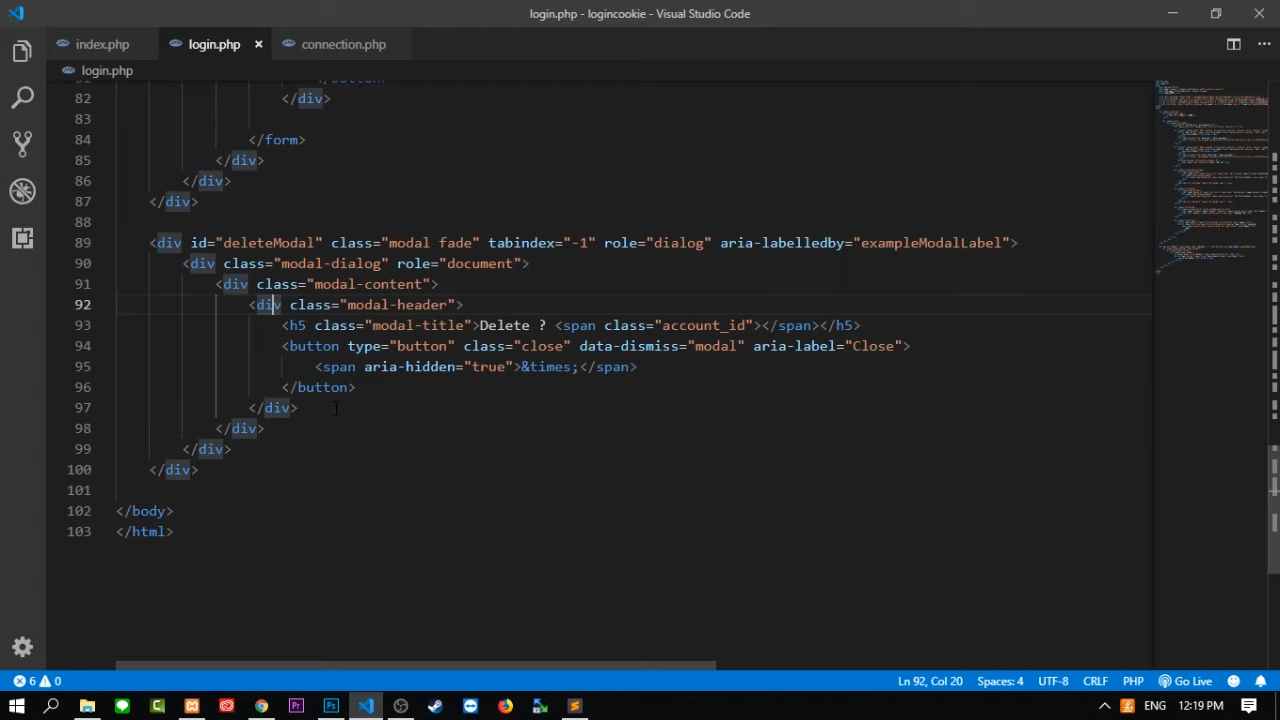 login.php - logincookie - Visual Studio Code
index.php
login.php
connection.php
login.php
82 </div>
83
84 </form>
85 </div>
86 </div>
87 </div>
88
89 <div id="deleteModal" class="modal fade" tabindex="-1" role="dialog" aria-labelledby="exampleModalLabel">
90 <div class="modal-dialog" role="document">
91 <div class="modal-content">
92 <div class="modal-header">
93 <h5 class="modal-title">Delete ? <span class="account_id"></span></h5>
94 <button type="button" class="close" data-dismiss="modal" aria-label="Close">
95 <span aria-hidden="true">&times;</span>
96 </button>
97 </div>
98 </div>
99 </div>
100 </div>
101
102 </body>
103 </html>
6 0 Ln 92, Col 20 Spaces: 4 UTF-8 CRLF PHP Go Live
ENG 12:19 PM